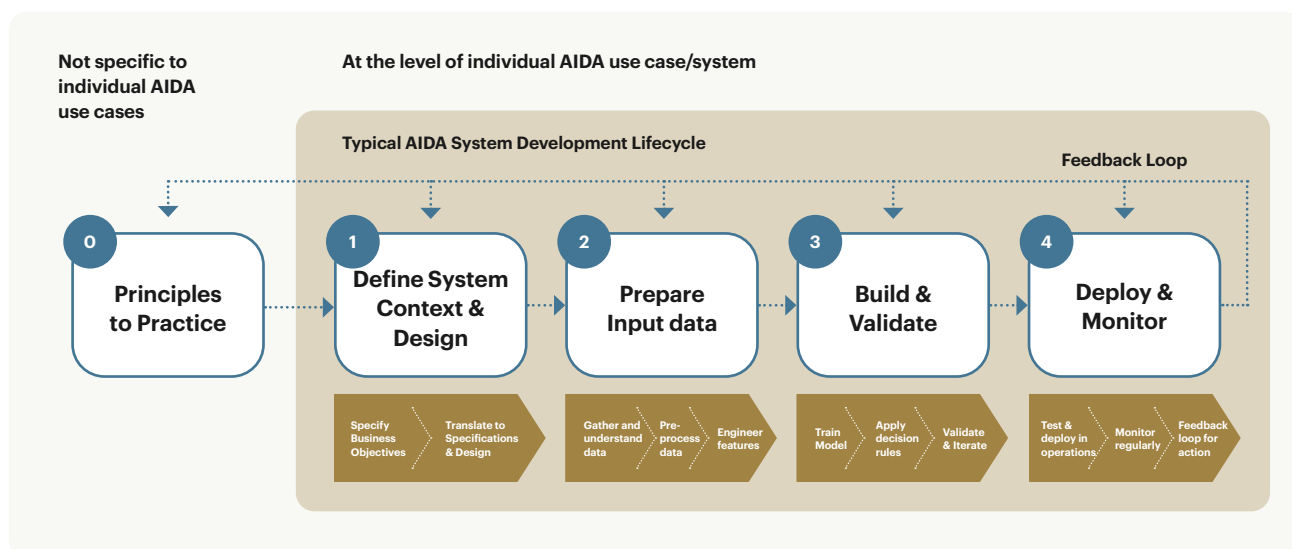 Not specific to
individual AIDA
use cases
At the level of individual AIDA use case/system
Typical AIDA System Development Lifecycle
Feedback Loop
0
Principles
to Practice
1
Define System
Context &
Design
2
Prepare
Input data
3
Build &
Validate
4
Deploy &
Monitor
Specify
Business
Objectives
Translate to
Specifications
& Design
Gather and
understand
data
Pre-
process
data
Engineer
features
Train
Model
Apply
decision
rules
Validate
& Iterate
Test &
deploy in
operations
Monitor
regularly
Feedback
loop for
action